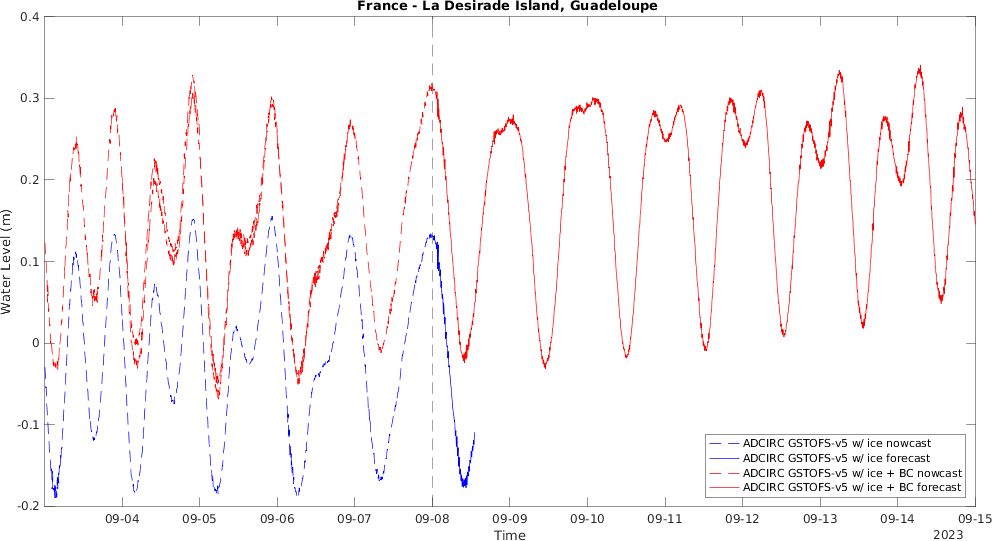 France - La Desirade Island, Guadeloupe
0.4
0.3
0.2
0.1
0
-0.1
-0.2
Water Level (m)
09-04 09-05 09-06 09-07 09-08 09-09 09-10 09-11 09-12 09-13 09-14 09-15
Time
2023
ADCIRC GSTOFS-v5 w/ ice nowcast
ADCIRC GSTOFS-v5 w/ ice forecast
ADCIRC GSTOFS-v5 w/ ice + BC nowcast
ADCIRC GSTOFS-v5 w/ ice + BC forecast